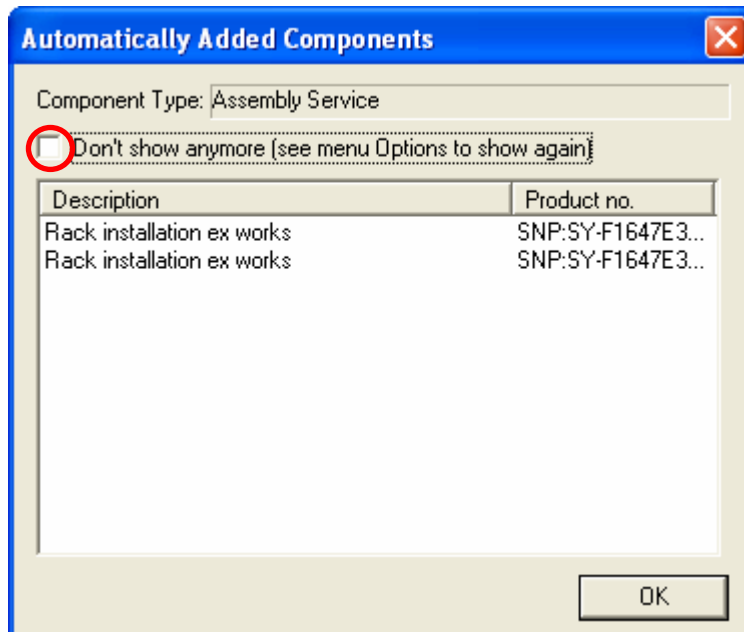 Automatically Added Components
Component Type: Assembly Service
Don't show anymore (see menu Options to show again)
Description Product no.
Rack installation ex works SNP:SY-F1647E3...
Rack installation ex works SNP:SY-F1647E3...
OK